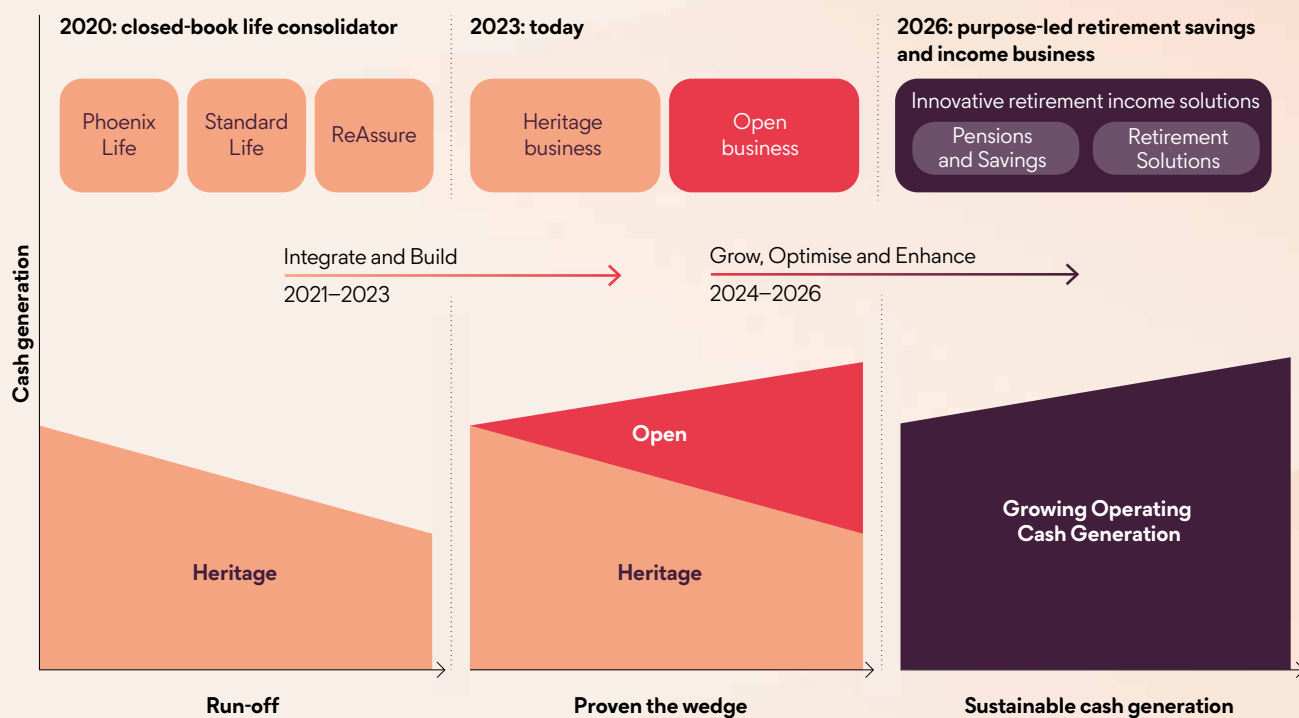 2020: closed-book life consolidator
Phoenix
Life
Standard
Life
ReAssure
2023: today
Heritage
business
Open
business
2026: purpose-led retirement savings
and income business
Innovative retirement income solutions
Pensions
and Savings
Retirement
Solutions
Integrate and Build
2021–2023
Grow, Optimise and Enhance
2024–2026
Cash generation
Heritage
Open
Heritage
Growing Operating
Cash Generation
Run-off
Proven the wedge
Sustainable cash generation